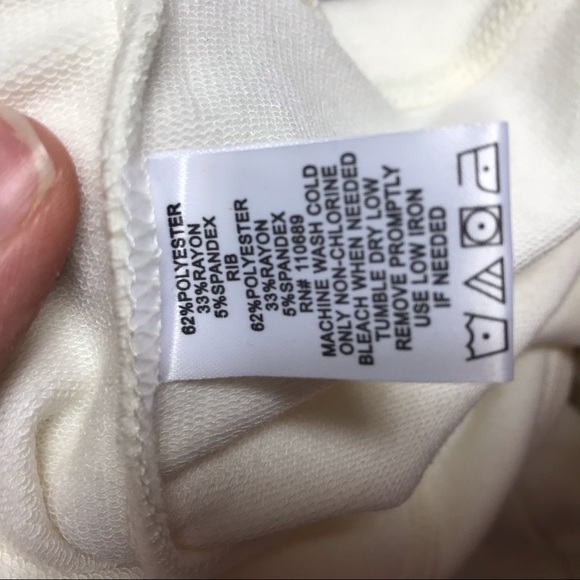 62%POLYESTER
33%RAYON
5%SPANDEX
RIB
62%POLYESTER
33%RAYON
5%SPANDEX
RN# 110689
MACHINE WASH COLD
ONLY NON-CHLORINE
BLEACH WHEN NEEDED
TUMBLE DRY LOW
REMOVE PROMPTLY
USE LOW IRON
IF NEEDED